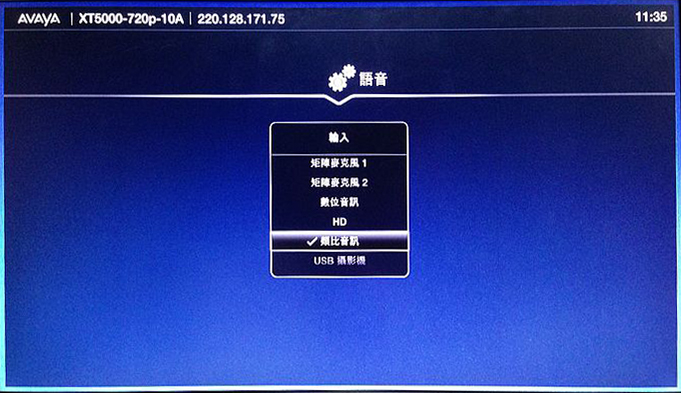 AVAYA | XT5000-720p-10A | 220.128.171.75 11:35
語音
輸入
矩陣麥克風 1
矩陣麥克風 2
數位音訊
HD
✓ 類比音訊
USB 攝影機